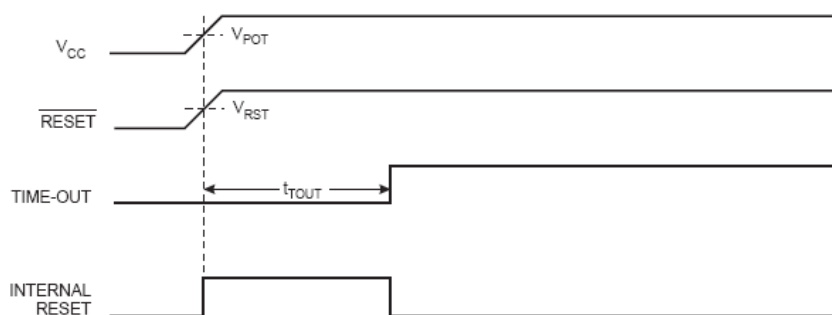 V_CC
V_POT
RESET
V_RST
TIME-OUT
t_TOUT
INTERNAL
RESET